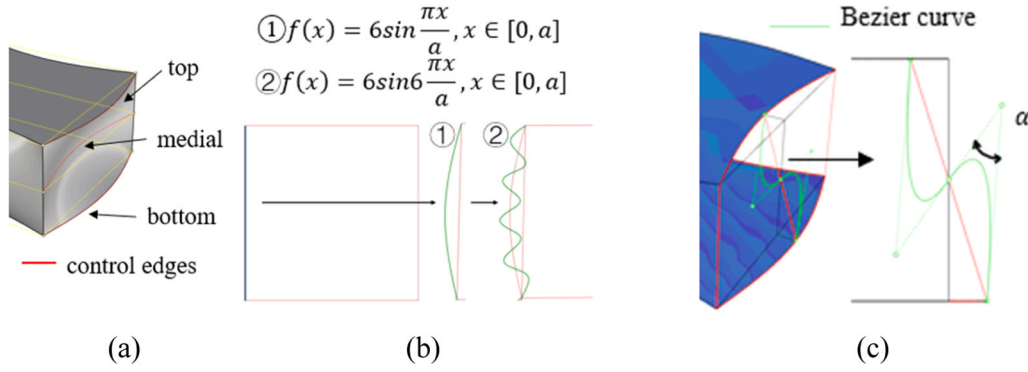 top
medial
bottom
control edges
(a)
①f(x) = 6sin πx/a, x ∈ [0, a]
②f(x) = 6sin6 πx/a, x ∈ [0, a]
① ②
(b)
Bezier curve
α
(c)